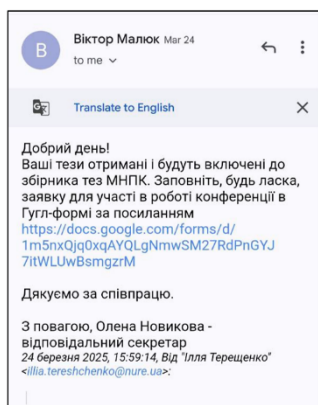 В
Віктор Малюк Mar 24
to me
Translate to English
Добрий день!
Ваші тези отримані і будуть включені до
збірника тез МНПК. Заповніть, будь ласка,
заявку для участі в роботі конференції в
Гугл-формі за посиланням
https://docs.google.com/forms/d/
1m5nxQjq0xqAYQLgNmwSM27RdPnGYJ
7itWLUwBsmgzrM
Дякуємо за співпрацю.
З повагою, Олена Новикова -
відповідальний секретар
24 березня 2025, 15:59:14, Від "Ілля Терещенко"
<illia.tereshchenko@nure.ua>: